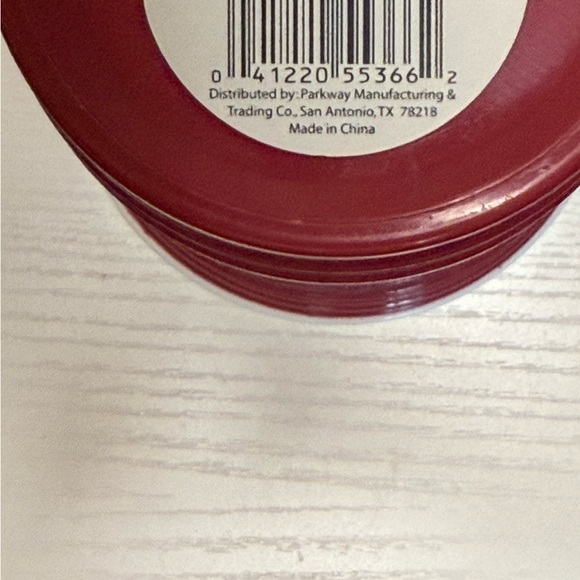 0 41220 55366 2
Distributed by: Parkway Manufacturing &
Trading Co., San Antonio, TX 78218
Made in China